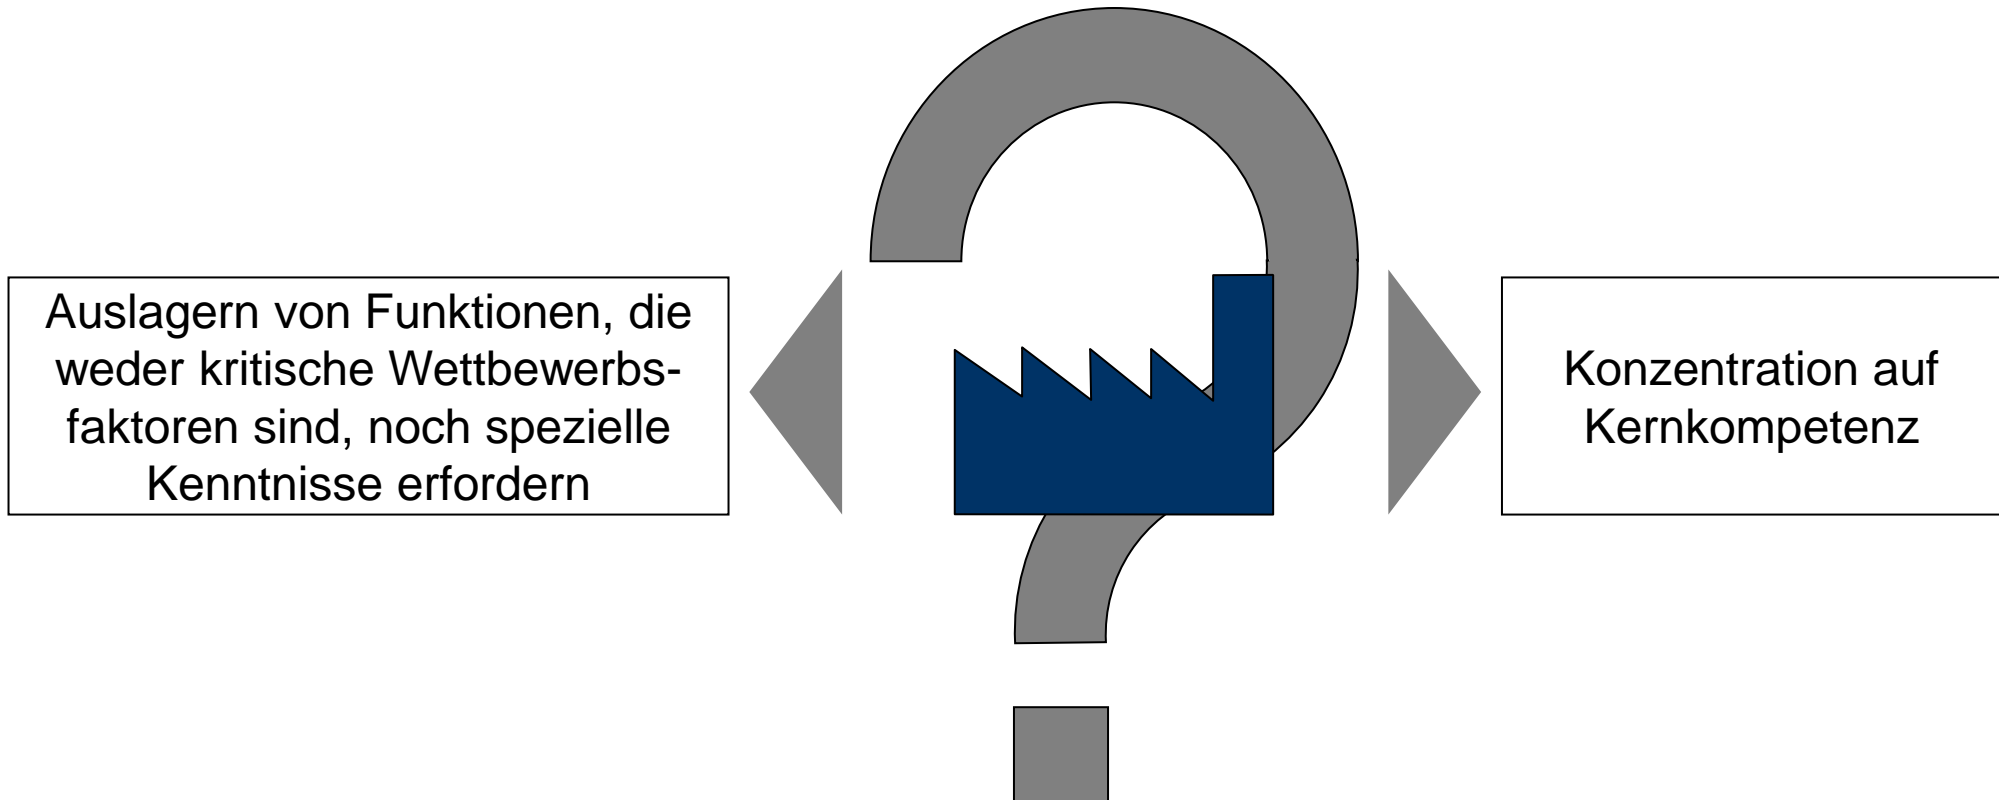 Auslagern von Funktionen, die
weder kritische Wettbewerbs-
faktoren sind, noch spezielle
Kenntnisse erfordern
Konzentration auf
Kernkompetenz